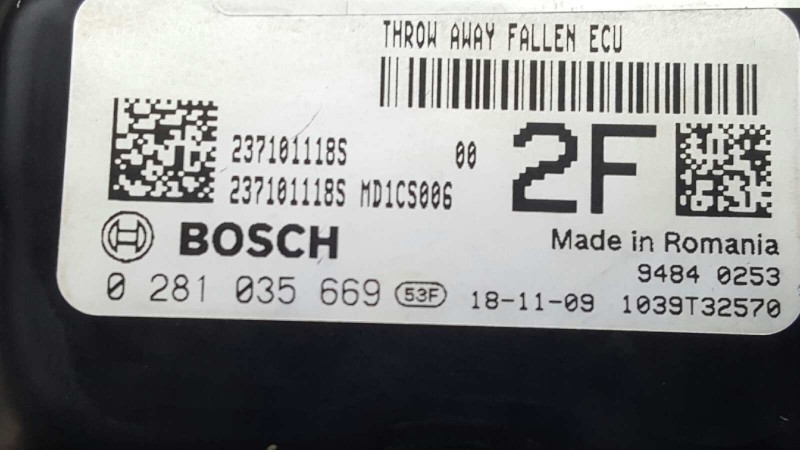 THROW AWAY FALLEN ECU
237101118S 00
237101118S MD1CS006
2F
BOSCH
Made in Romania
9484 0253
0 281 035 669 53F 18-11-09 1039T32570